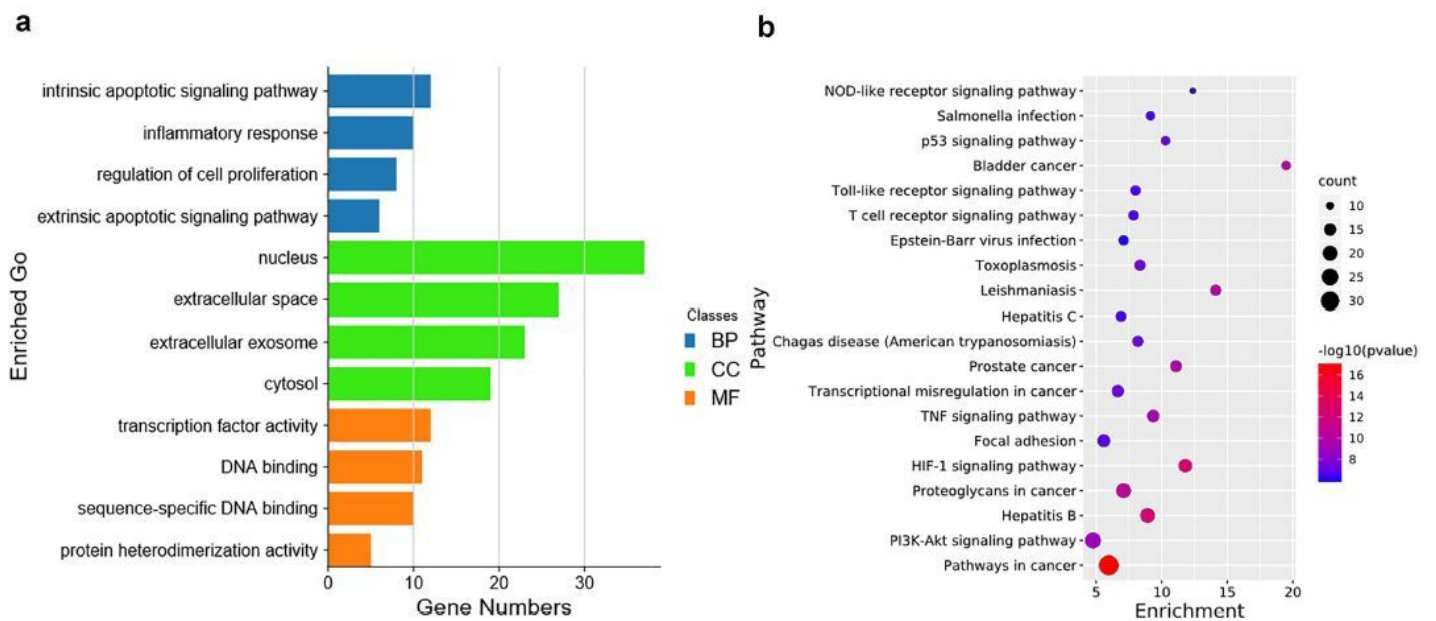 a
Enriched Go
intrinsic apoptotic signaling pathway
inflammatory response
regulation of cell proliferation
extrinsic apoptotic signaling pathway
nucleus
extracellular space
extracellular exosome
cytosol
transcription factor activity
DNA binding
sequence-specific DNA binding
protein heterodimerization activity
0 10 20 30
Gene Numbers
Classes
BP
CC
MF
b
Pathway
NOD-like receptor signaling pathway
Salmonella infection
p53 signaling pathway
Bladder cancer
Toll-like receptor signaling pathway
T cell receptor signaling pathway
Epstein-Barr virus infection
Toxoplasmosis
Leishmaniasis
Hepatitis C
Chagas disease (American trypanosomiasis)
Prostate cancer
Transcriptional misregulation in cancer
TNF signaling pathway
Focal adhesion
HIF-1 signaling pathway
Proteoglycans in cancer
Hepatitis B
PI3K-Akt signaling pathway
Pathways in cancer
5 10 15 20
Enrichment
count
10
15
20
25
30
-log10(pvalue)
16
14
12
10
8